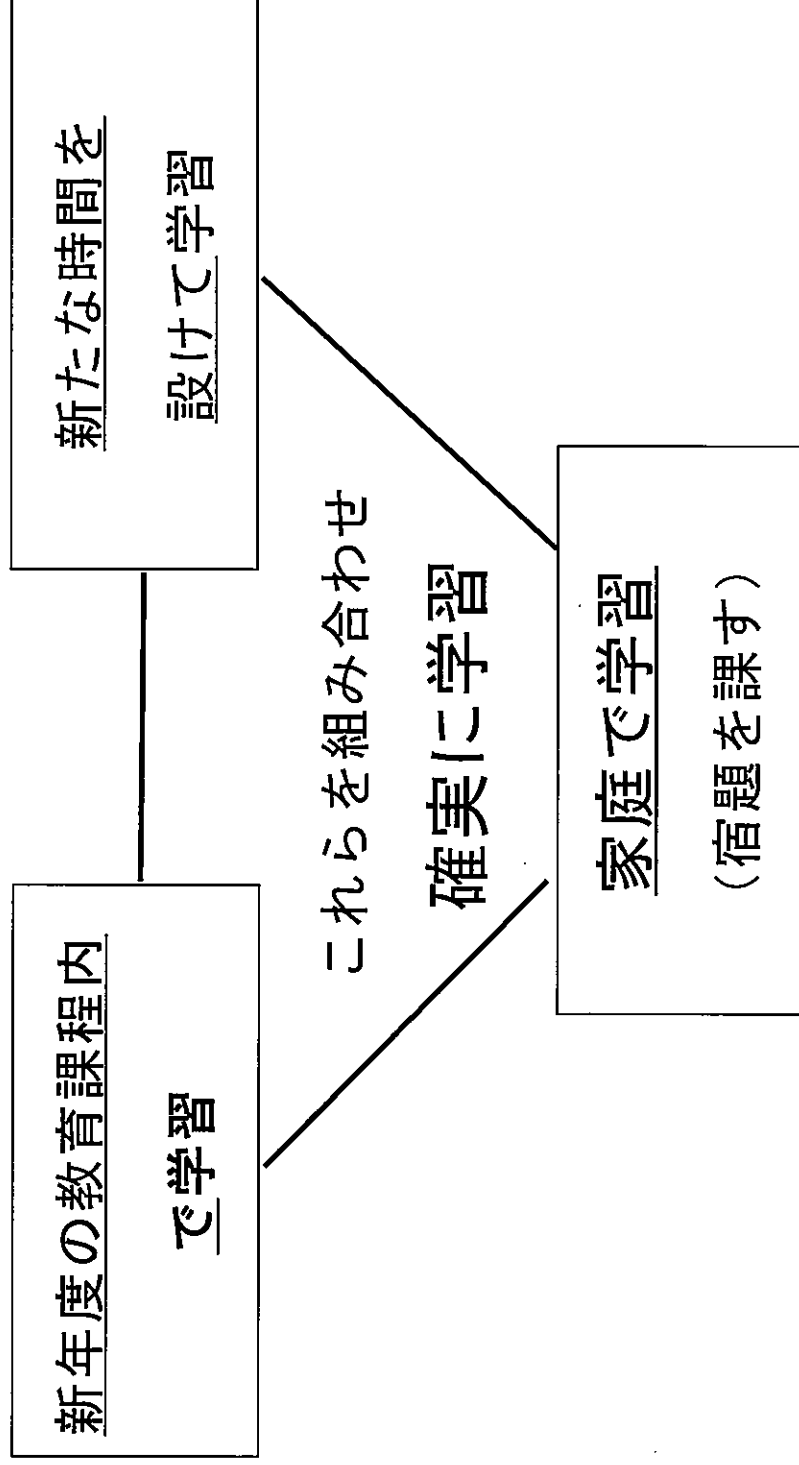 新年度の教育課程内
で学習
新たな時間を
設けて学習
これらを組み合わせ
確実に学習
家庭で学習
（宿題を課す）